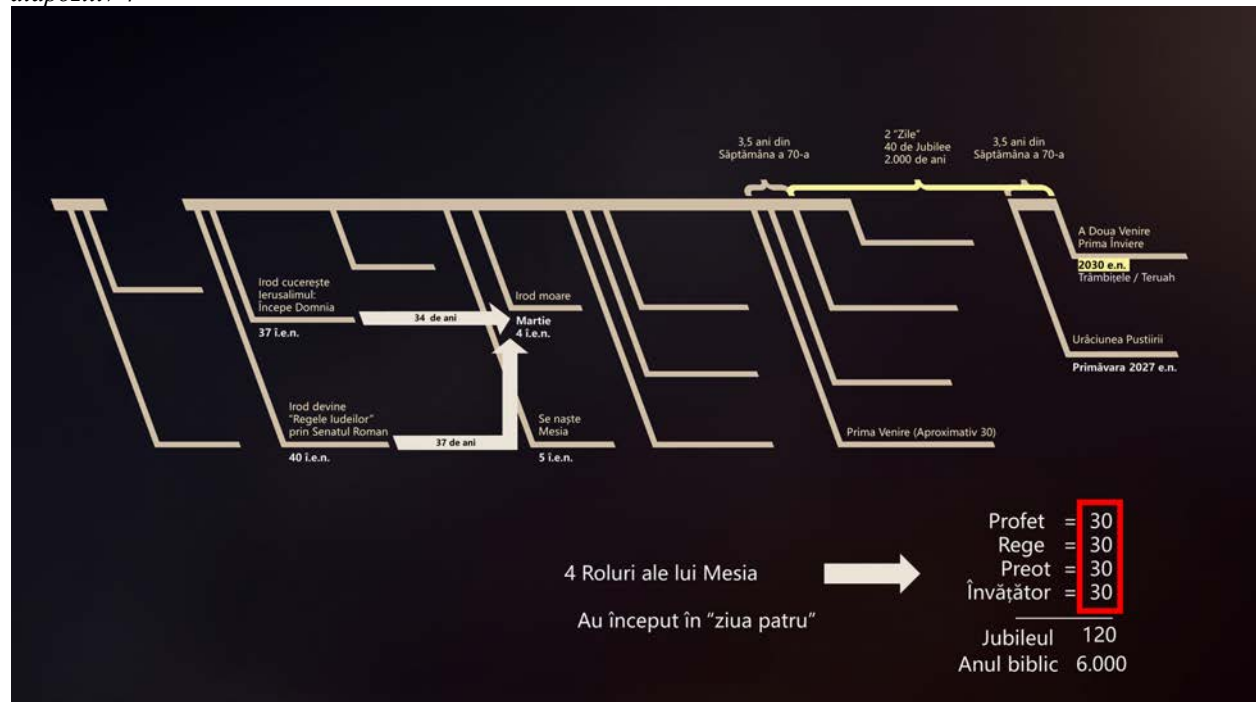 3,5 ani din
Săptămâna a 70-a
2 "Zile"
40 de Jubilee
2.000 de ani
3,5 ani din
Săptămâna a 70-a
A Doua Venire
Prima Înviere
2030 e.n.
Trâmbițele / Teruah
Irod cucerește
Ierusalimul:
Începe Domnia
37 î.e.n.
34 de ani
Irod moare
Martie
4 î.e.n.
Urâciunea Pustiirii
Primăvara 2027 e.n.
Irod devine
"Regele Iudeilor"
prin Senatul Roman
40 î.e.n.
37 de ani
Se naște
Mesia
5 î.e.n.
Prima Venire (Aproximativ 30)
4 Roluri ale lui Mesia
Au început în "ziua patru"
Profet = 30
Rege = 30
Preot = 30
Învățător = 30
Jubileul 120
Anul biblic 6.000